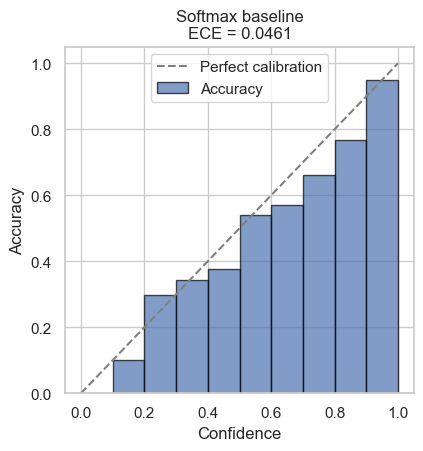 Softmax baseline
ECE = 0.0461
Perfect calibration
Accuracy
1.0
0.8
0.6
0.4
0.2
0.0
Accuracy
0.0 0.2 0.4 0.6 0.8 1.0
Confidence